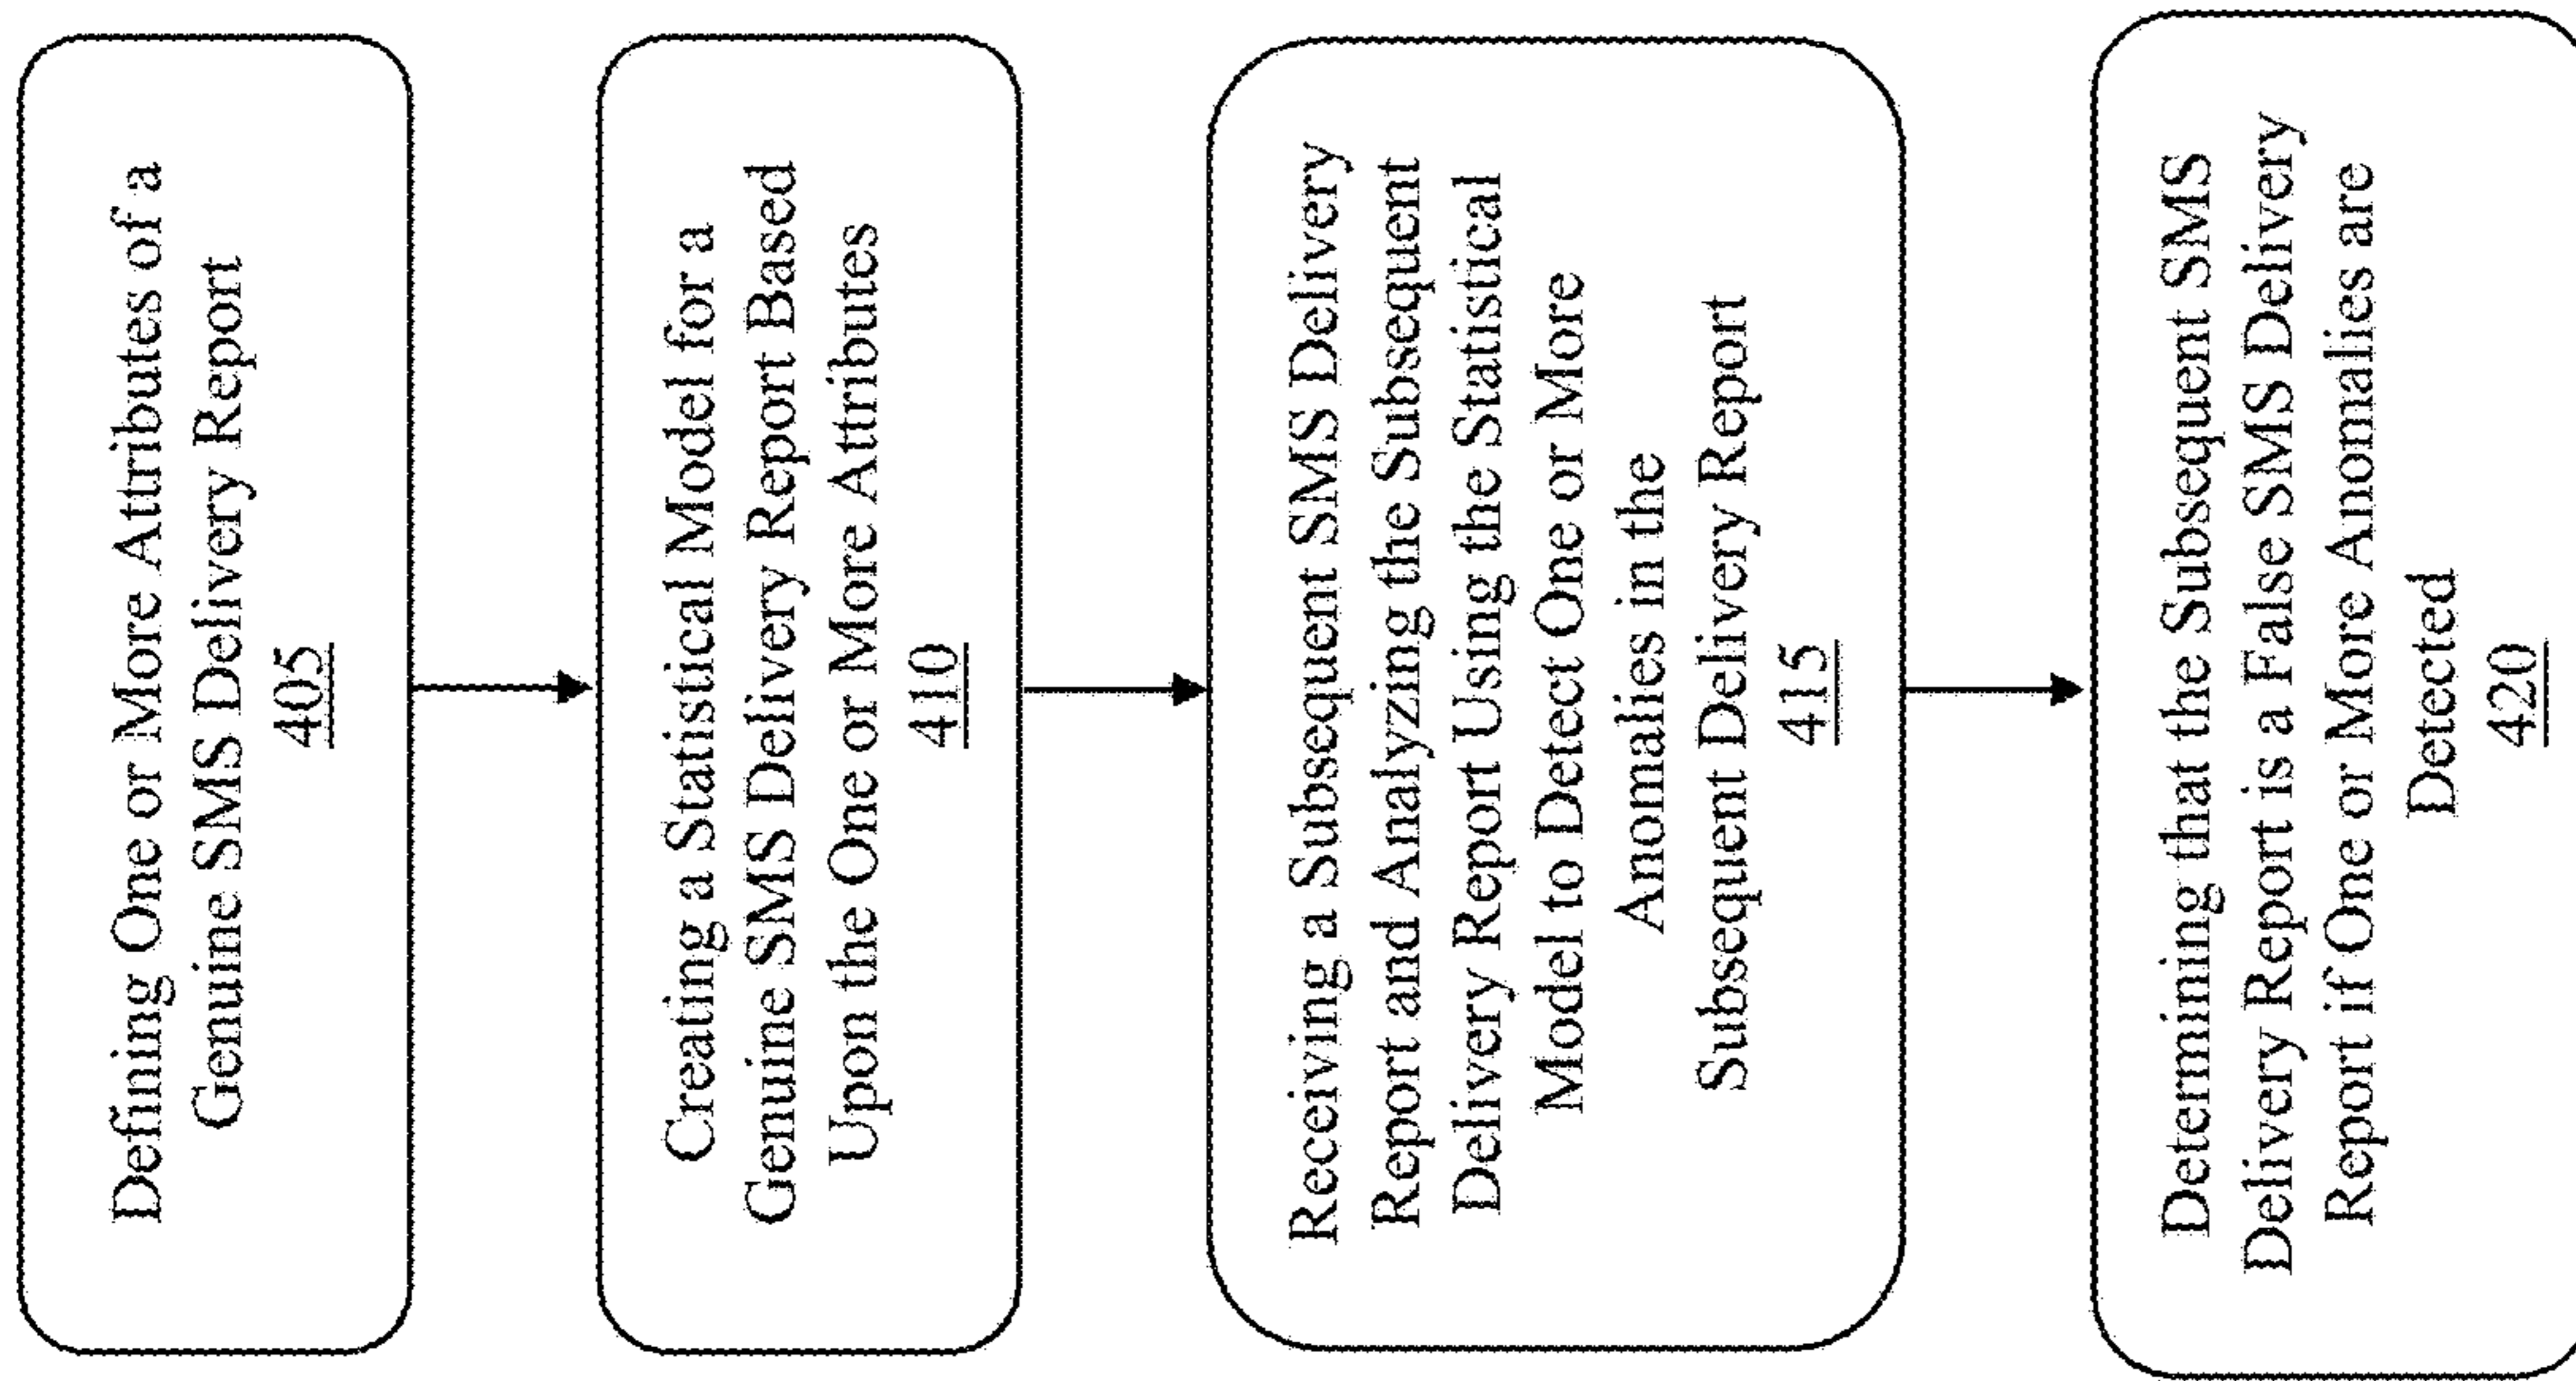 Defining One or More Attributes of a
Genuine SMS Delivery Report
405
Creating a Statistical Model for a
Genuine SMS Delivery Report Based
Upon the One or More Attributes
410
Receiving a Subsequent SMS Delivery
Report and Analyzing the Subsequent
Delivery Report Using the Statistical
Model to Detect One or More
Anomalies in the
Subsequent Delivery Report
415
Determining that the Subsequent SMS
Delivery Report is a False SMS Delivery
Report if One or More Anomalies are
Detected
420